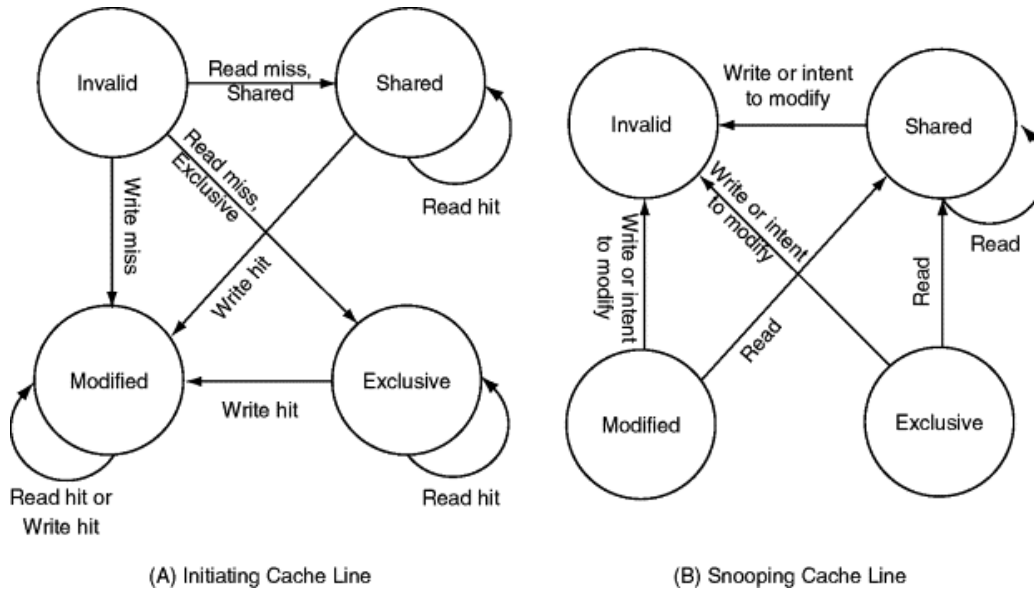 Invalid
Read miss,
Shared
Shared
Read hit
Read miss,
Exclusive
Write miss
Write hit
Modified
Write hit
Exclusive
Read hit or
Write hit
Read hit
(A) Initiating Cache Line
Invalid
Write or intent
to modify
Shared
Read
Write or intent
to modify
Write or intent
to modify
Read
Read
Modified
Exclusive
(B) Snooping Cache Line